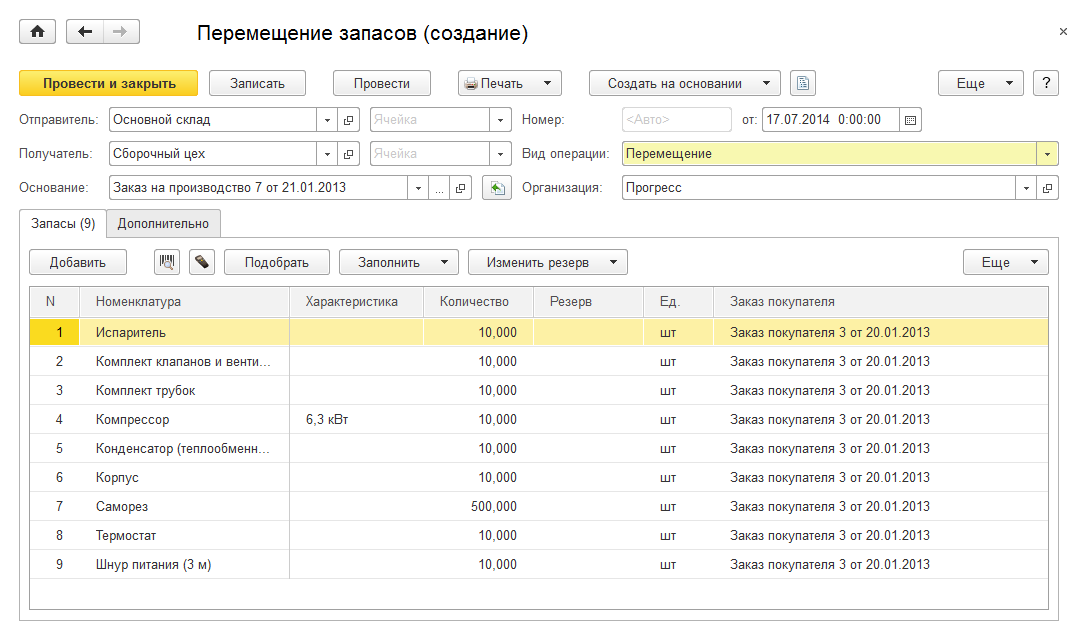 Перемещение запасов (создание)
Провести и закрыть Записать Провести Печать Создать на основании Еще ?
Отправитель: Основной склад Ячейка Номер: <Авто> от: 17.07.2014 0:00:00
Получатель: Сборочный цех Ячейка Вид операции: Перемещение
Основание: Заказ на производство 7 от 21.01.2013 ... Организация: Прогресс
Запасы (9) Дополнительно
Добавить Подобрать Заполнить Изменить резерв Еще
N Номенклатура Характеристика Количество Резерв Ед. Заказ покупателя
1 Испаритель 10,000 шт Заказ покупателя 3 от 20.01.2013
2 Комплект клапанов и венти... 10,000 шт Заказ покупателя 3 от 20.01.2013
3 Комплект трубок 10,000 шт Заказ покупателя 3 от 20.01.2013
4 Компрессор 6,3 кВт 10,000 шт Заказ покупателя 3 от 20.01.2013
5 Конденсатор (теплообменн... 10,000 шт Заказ покупателя 3 от 20.01.2013
6 Корпус 10,000 шт Заказ покупателя 3 от 20.01.2013
7 Саморез 500,000 шт Заказ покупателя 3 от 20.01.2013
8 Термостат 10,000 шт Заказ покупателя 3 от 20.01.2013
9 Шнур питания (3 м) 10,000 шт Заказ покупателя 3 от 20.01.2013